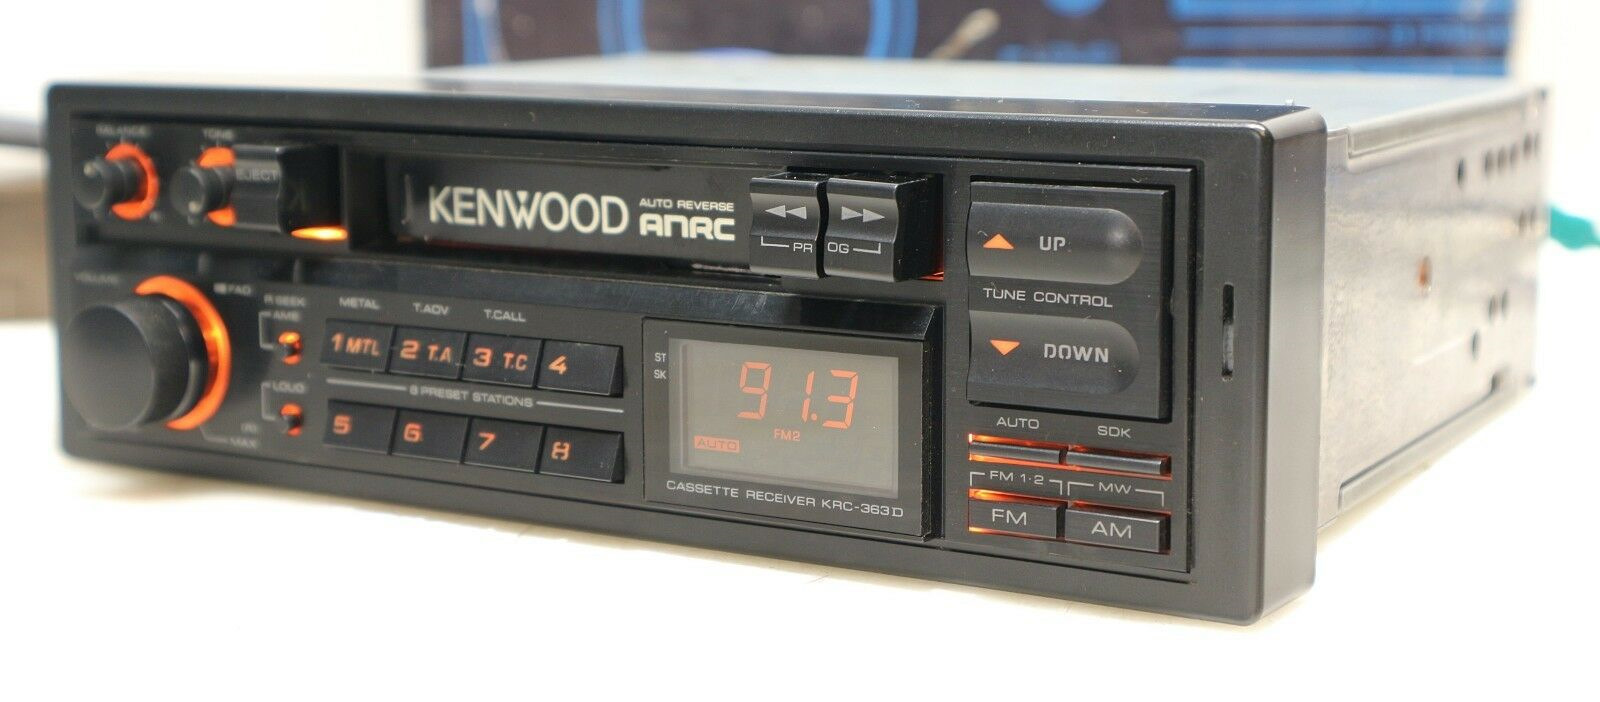 BALANCE TONE
EJECT
KENWOOD AUTO REVERSE ANRC
PROG
UP
TUNE CONTROL
DOWN
VOLUME
FAD
R.SEEK METAL T.ADV T.CALL
AME
1 MTL 2 T.A 3 T.C 4
LOUD
8 PRESET STATIONS
5 6 7 8
MAX
ST
SK
91.3
FM2
AUTO
CASSETTE RECEIVER KRC-363D
AUTO SDK
FM 1·2 MW
FM AM